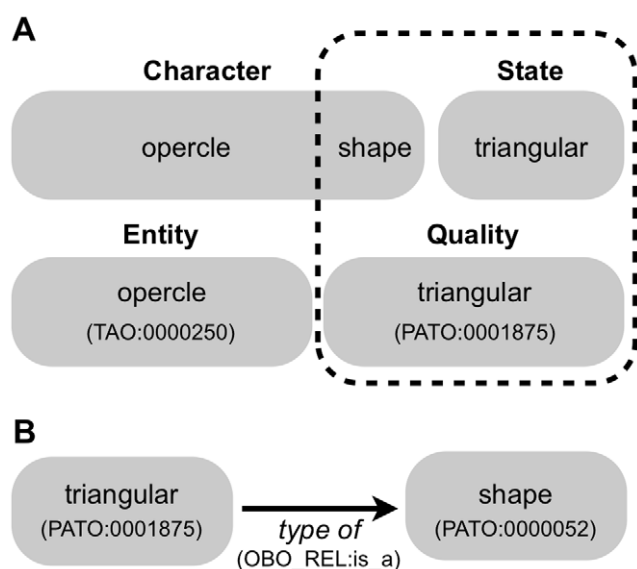 A
Character State
opercle shape triangular
Entity Quality
opercle triangular
(TAO:0000250) (PATO:0001875)
B
triangular shape
(PATO:0001875) type of (PATO:0000052)
(OBO_REL:is_a)